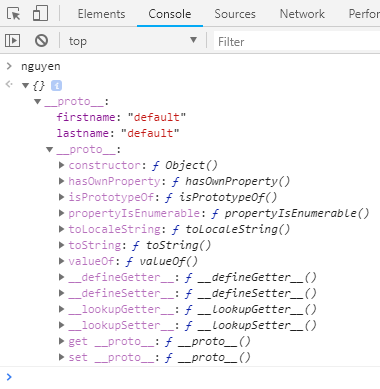 Elements Console Sources Network Perfor
top Filter
> nguyen
< ▼ {} i
▼ __proto__:
firstname: "default"
lastname: "default"
▼ __proto__:
▶ constructor: ƒ Object()
▶ hasOwnProperty: ƒ hasOwnProperty()
▶ isPrototypeOf: ƒ isPrototypeOf()
▶ propertyIsEnumerable: ƒ propertyIsEnumerable()
▶ toLocaleString: ƒ toLocaleString()
▶ toString: ƒ toString()
▶ valueOf: ƒ valueOf()
▶ __defineGetter__: ƒ __defineGetter__()
▶ __defineSetter__: ƒ __defineSetter__()
▶ __lookupGetter__: ƒ __lookupGetter__()
▶ __lookupSetter__: ƒ __lookupSetter__()
▶ get __proto__: ƒ __proto__()
▶ set __proto__: ƒ __proto__()
>